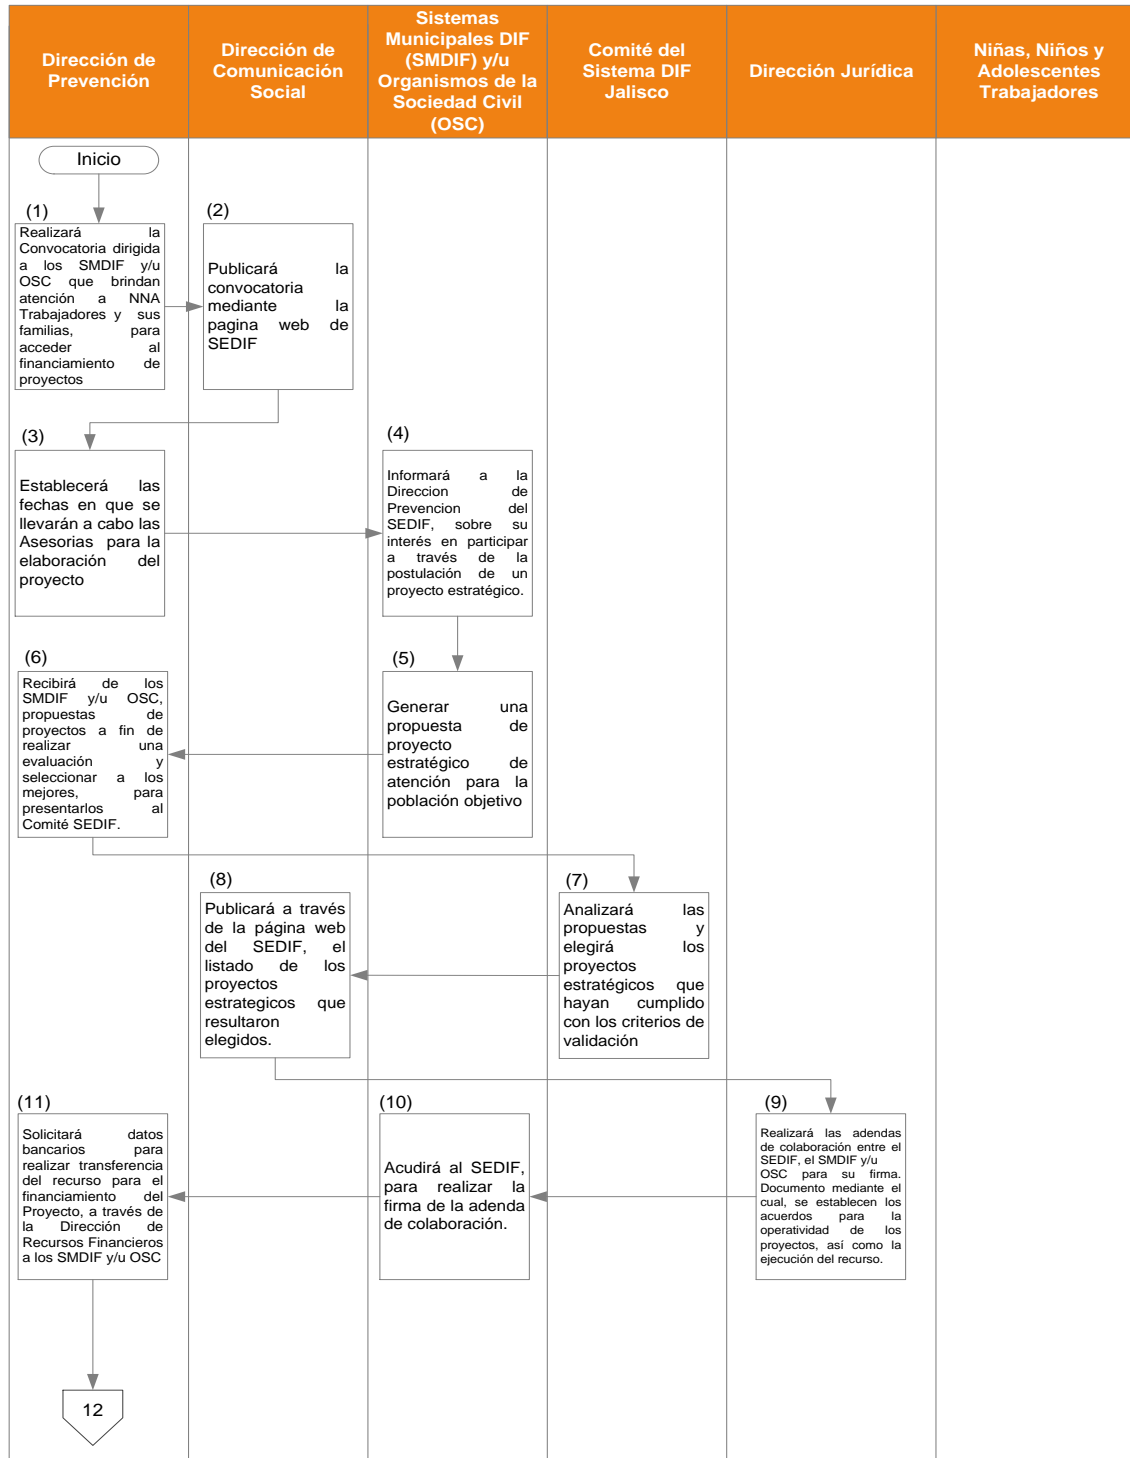 Dirección de
Prevención
Dirección de
Comunicación
Social
Sistemas
Municipales DIF
(SMDIF) y/u
Organismos de la
Sociedad Civil
(OSC)
Comité del
Sistema DIF
Jalisco
Dirección Jurídica
Niñas, Niños y
Adolescentes
Trabajadores
Inicio
(1)
Realizará la
Convocatoria dirigida
a los SMDIF y/u
OSC que brindan
atención a NNA
Trabajadores y sus
familias, para
acceder al
financiamiento de
proyectos
(2)
Publicará la
convocatoria
mediante la
pagina web de
SEDIF
(3)
Establecerá las
fechas en que se
llevarán a cabo las
Asesorias para la
elaboración del
proyecto
(4)
Informará a la
Direccion de
Prevencion del
SEDIF, sobre su
interés en participar
a través de la
postulación de un
proyecto estratégico.
(5)
Generar una
propuesta de
proyecto
estratégico de
atención para la
población objetivo
(6)
Recibirá de los
SMDIF y/u OSC,
propuestas de
proyectos a fin de
realizar una
evaluación y
seleccionar a los
mejores, para
presentarlos al
Comité SEDIF.
(7)
Analizará las
propuestas y
elegirá los
proyectos
estratégicos que
hayan cumplido
con los criterios de
validación
(8)
Publicará a través
de la página web
del SEDIF, el
listado de los
proyectos
estrategicos que
resultaron
elegidos.
(9)
Realizará las adendas
de colaboración entre el
SEDIF, el SMDIF y/u
OSC para su firma.
Documento mediante el
cual, se establecen los
acuerdos para la
operatividad de los
proyectos, así como la
ejecución del recurso.
(10)
Acudirá al SEDIF,
para realizar la
firma de la adenda
de colaboración.
(11)
Solicitará datos
bancarios para
realizar transferencia
del recurso para el
financiamiento del
Proyecto, a través de
la Dirección de
Recursos Financieros
a los SMDIF y/u OSC
12